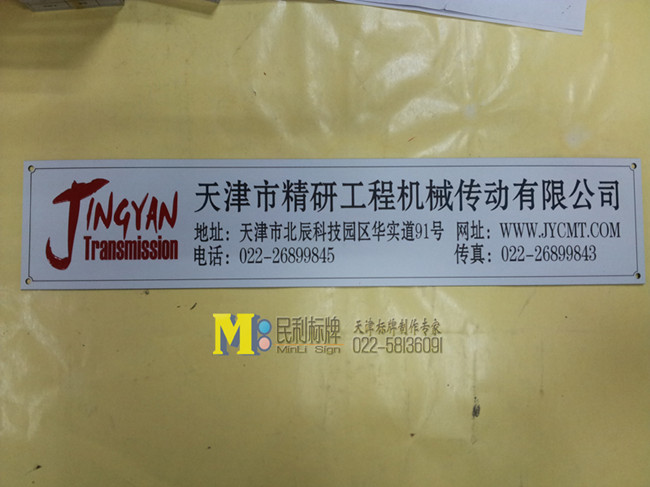 JINGYAN
Transmission
天津市精研工程机械传动有限公司
地址：天津市北辰科技园区华实道91号 网址：WWW.JYCMT.COM
电话：022-26899845 传真：022-26899843
民利标牌
MinLi Sign
天津标牌制作专家
022-58136091